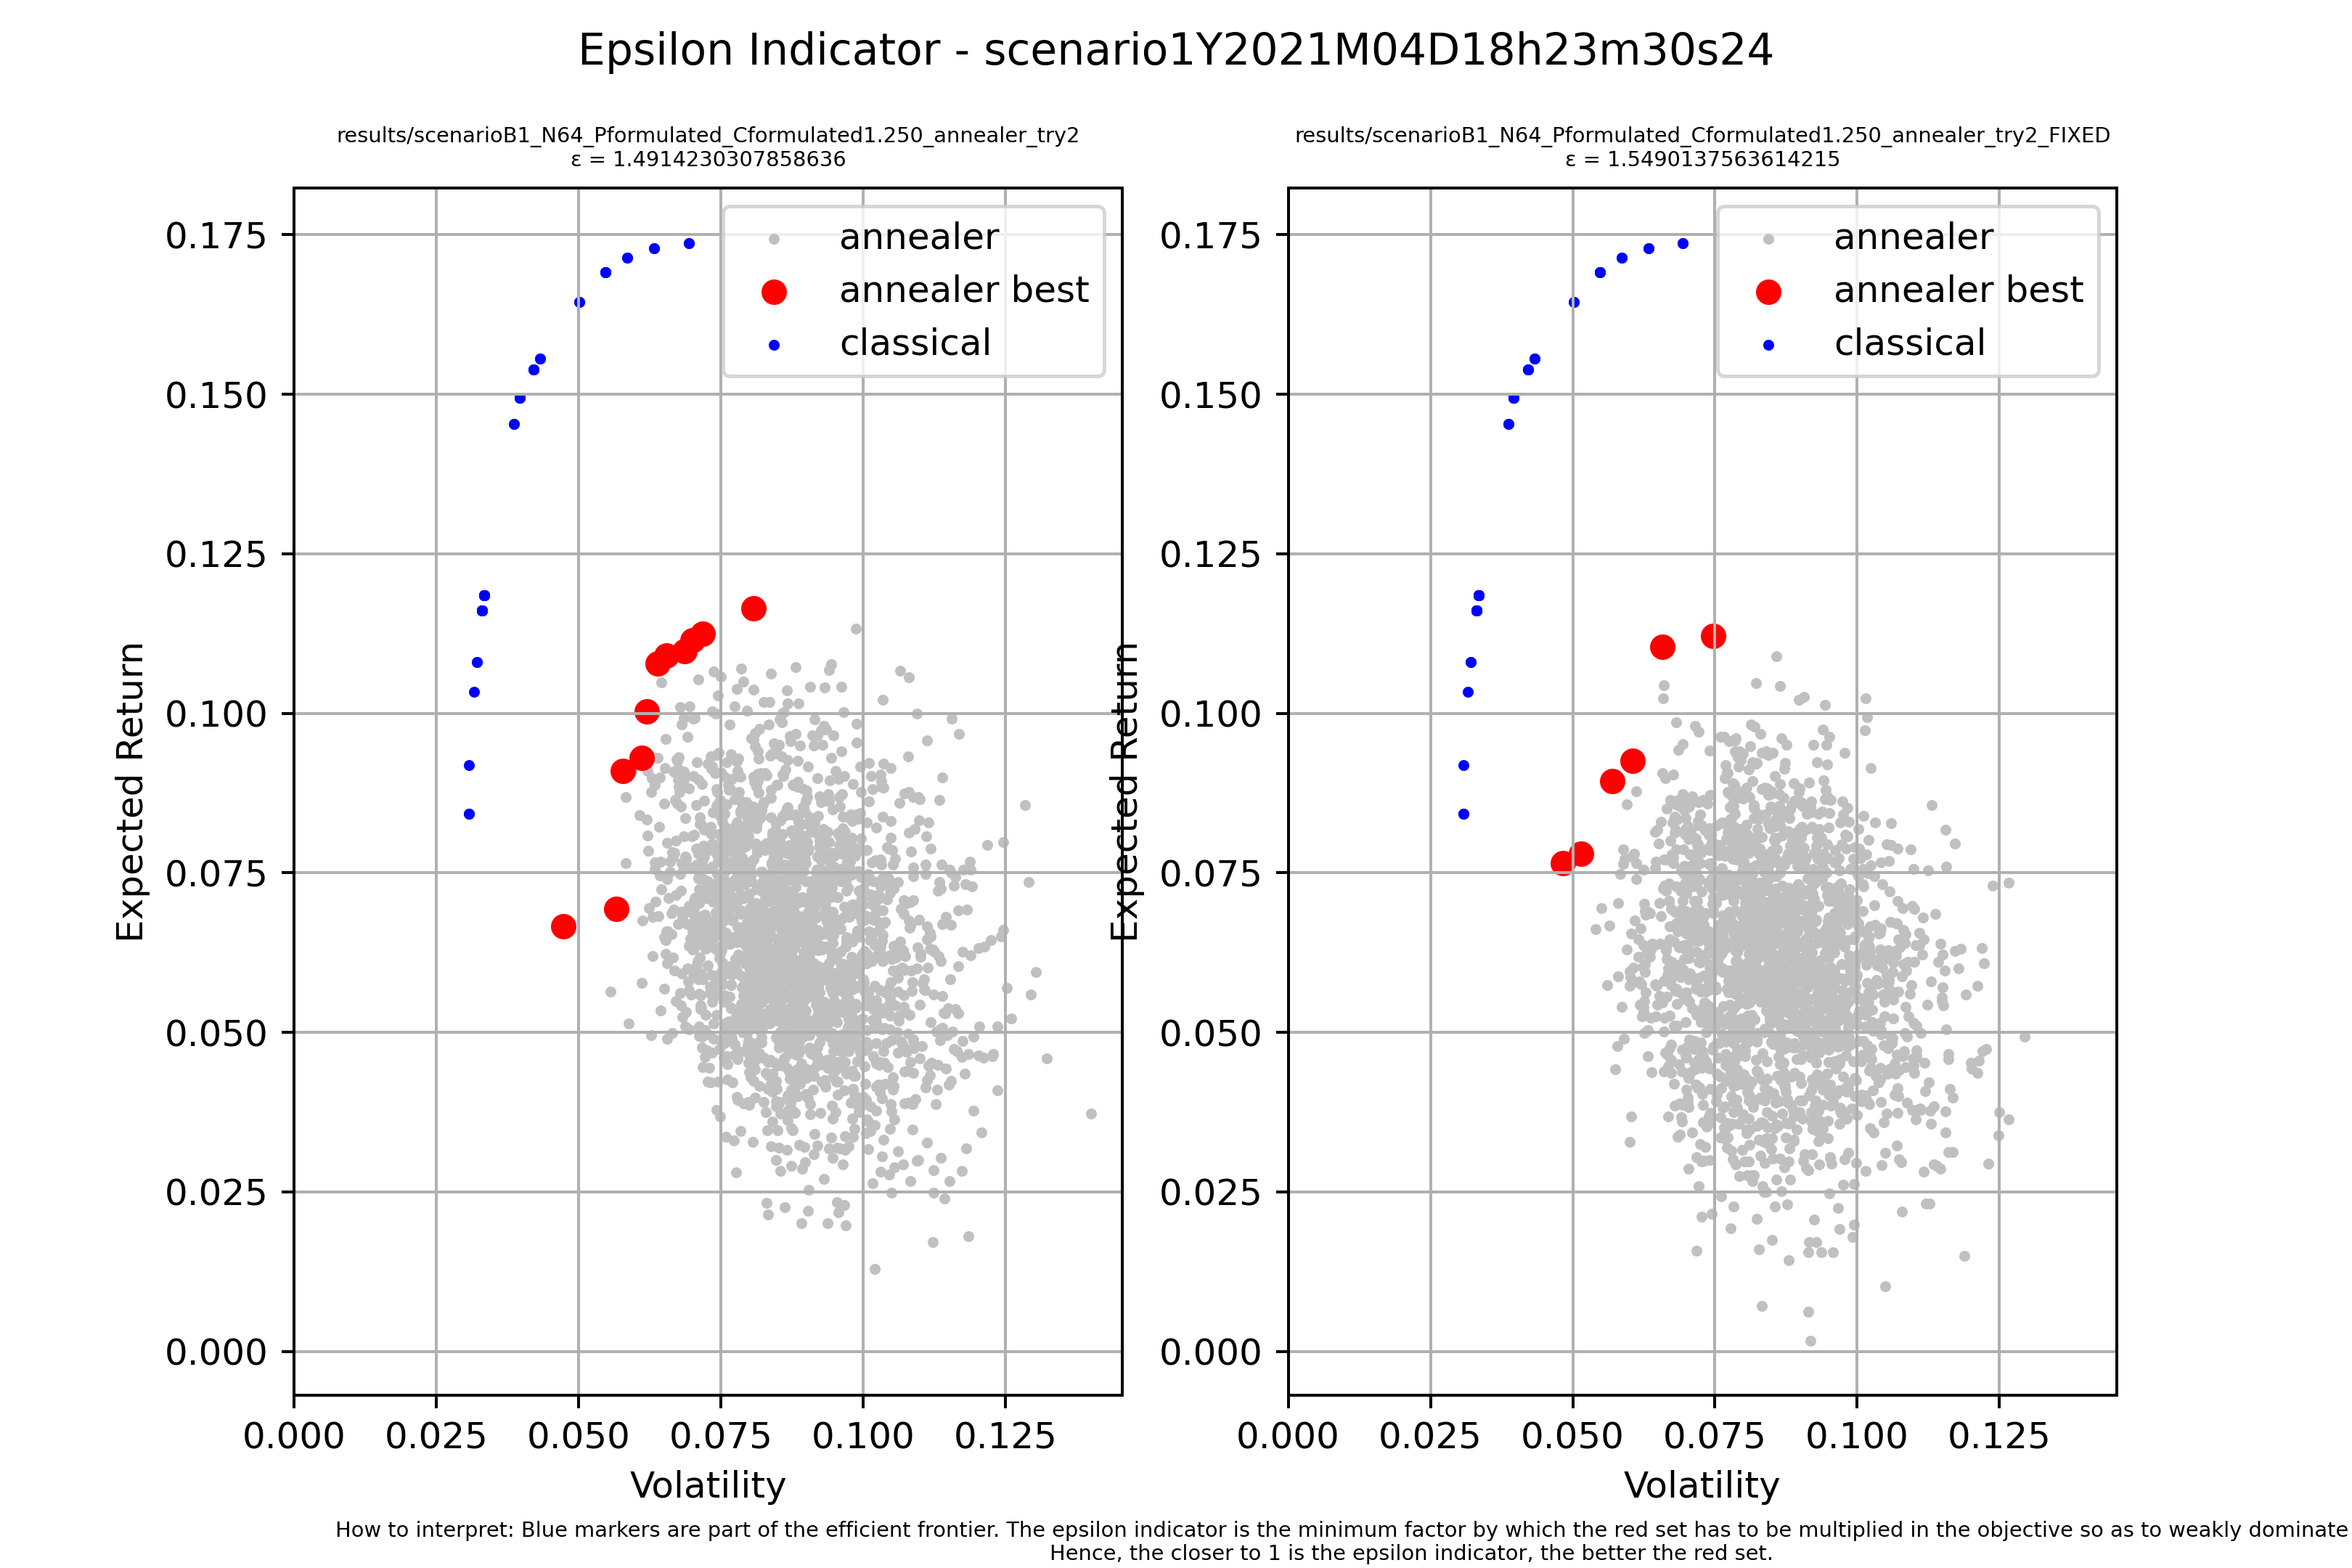 Epsilon Indicator - scenario1Y2021M04D18h23m30s24
results/scenarioB1_N64_Pformulated_Cformulated1.250_annealer_try2
ε = 1.4914230307858636
annealer
annealer best
classical
0.175
0.150
0.125
0.100
0.075
0.050
0.025
0.000
Expected Return
0.000 0.025 0.050 0.075 0.100 0.125
Volatility
results/scenarioB1_N64_Pformulated_Cformulated1.250_annealer_try2_FIXED
ε = 1.5490137563614215
annealer
annealer best
classical
0.175
0.150
0.125
0.100
0.075
0.050
0.025
0.000
Expected Return
0.000 0.025 0.050 0.075 0.100 0.125
Volatility
How to interpret: Blue markers are part of the efficient frontier. The epsilon indicator is the minimum factor by which the red set has to be multiplied in the objective so as to weakly dominate
Hence, the closer to 1 is the epsilon indicator, the better the red set.